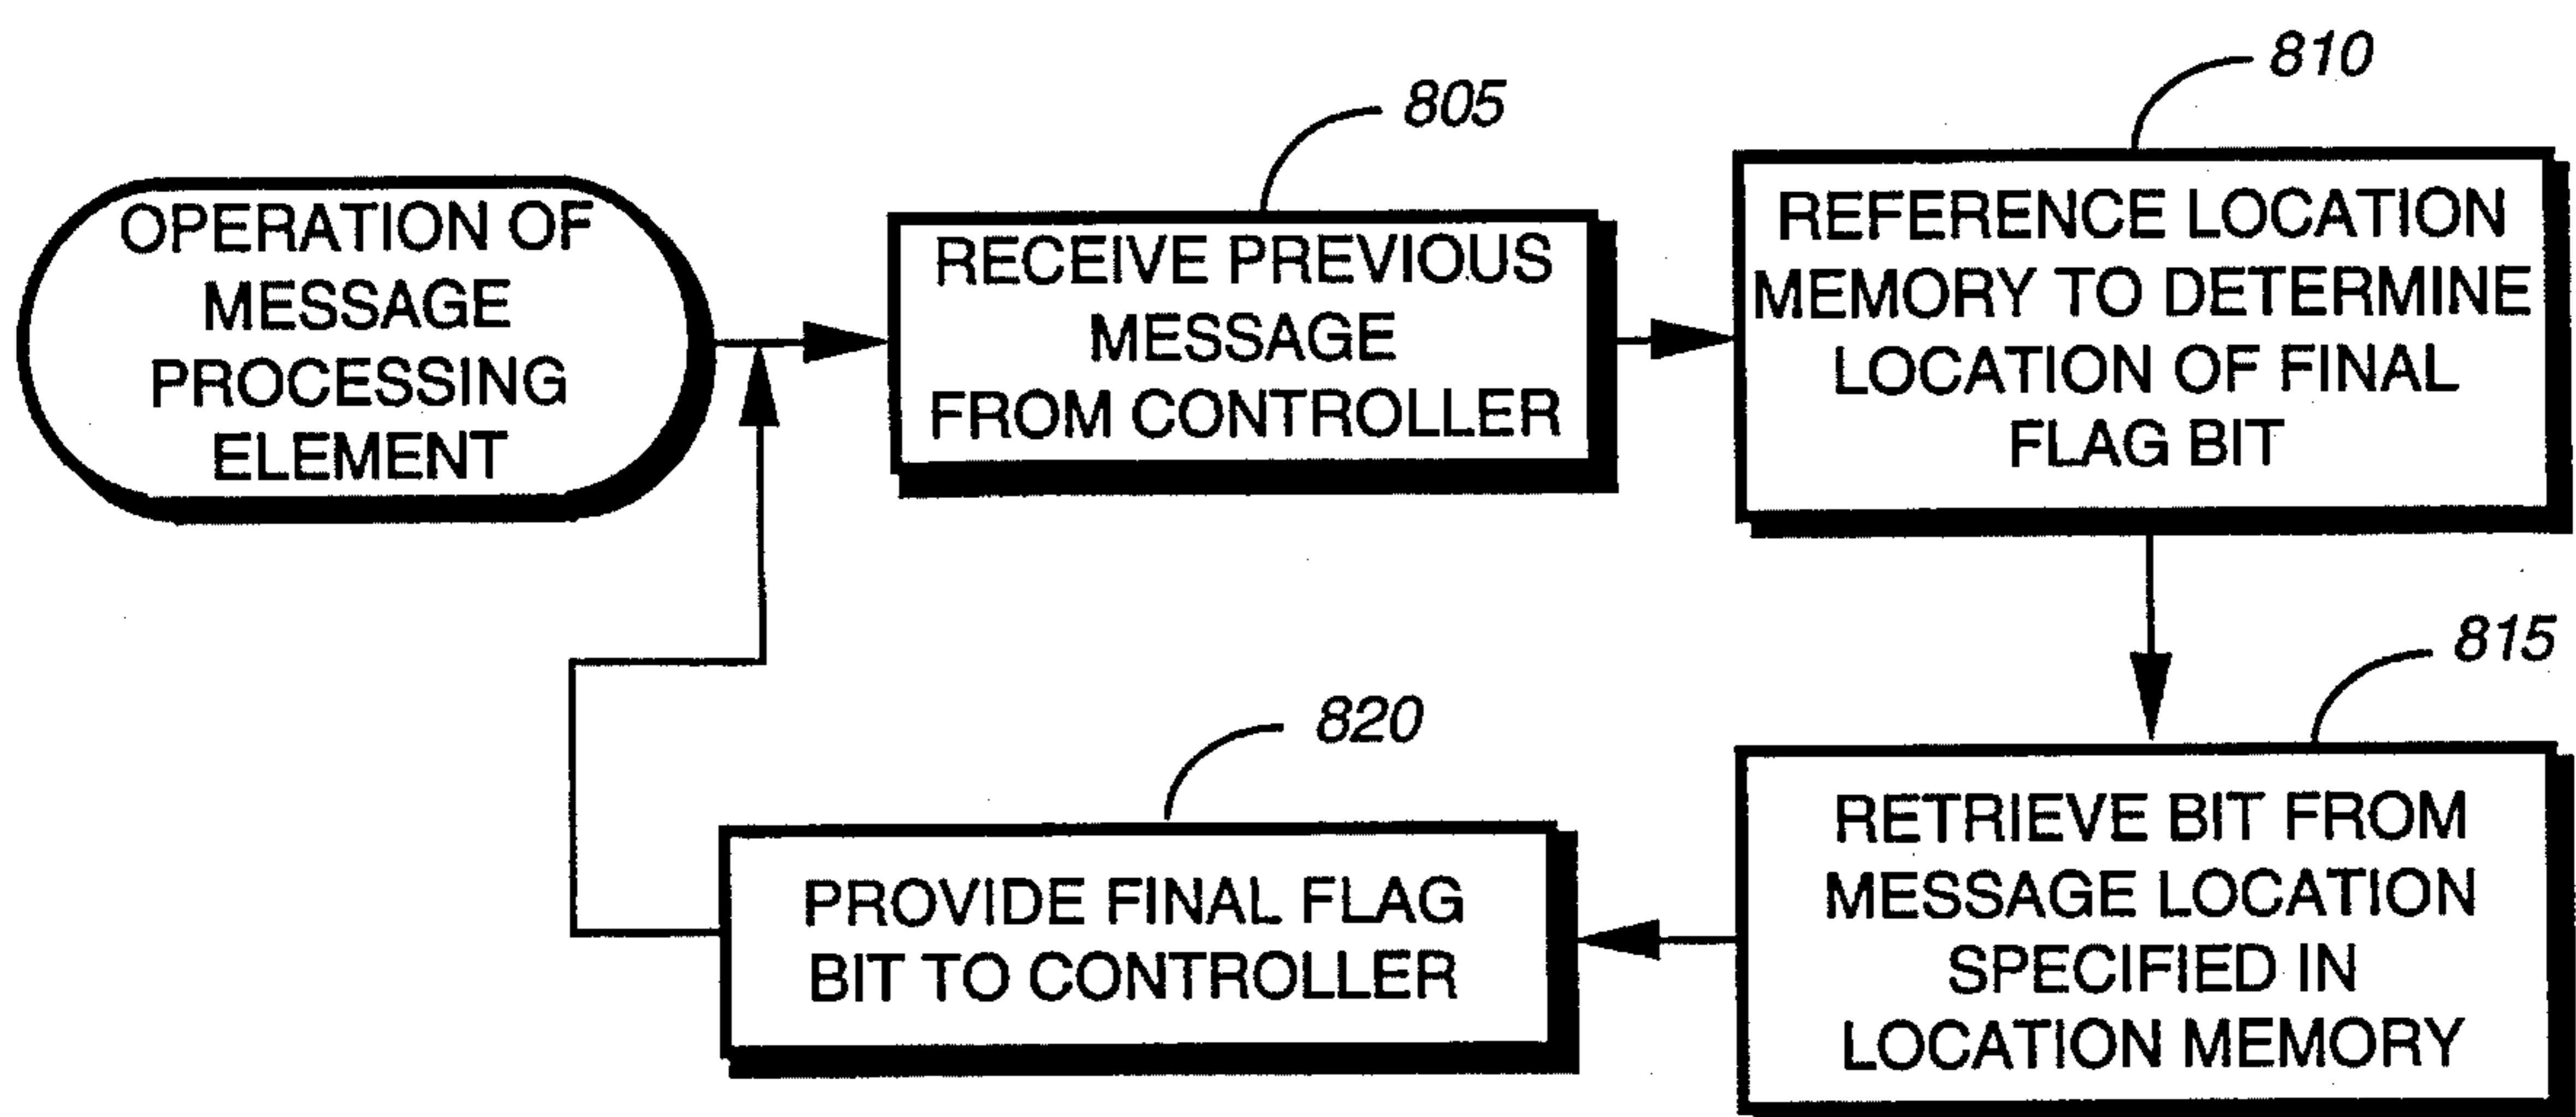 OPERATION OF
MESSAGE
PROCESSING
ELEMENT
805
RECEIVE PREVIOUS
MESSAGE
FROM CONTROLLER
810
REFERENCE LOCATION
MEMORY TO DETERMINE
LOCATION OF FINAL
FLAG BIT
815
RETRIEVE BIT FROM
MESSAGE LOCATION
SPECIFIED IN
LOCATION MEMORY
820
PROVIDE FINAL FLAG
BIT TO CONTROLLER